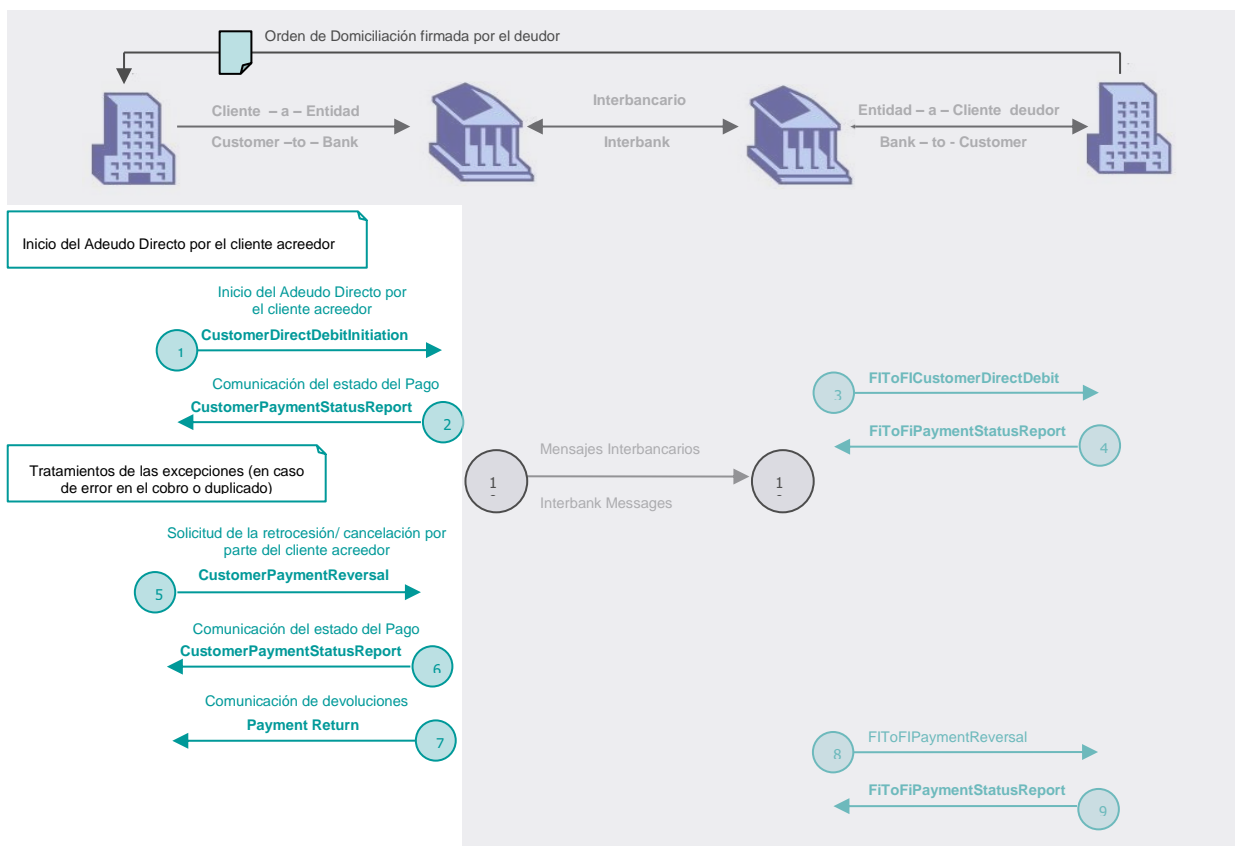 Orden de Domiciliación firmada por el deudor
Cliente – a – Entidad
Customer –to – Bank
Interbancario
Interbank
Entidad – a – Cliente deudor
Bank – to - Customer
Inicio del Adeudo Directo por el cliente acreedor
Inicio del Adeudo Directo por
el cliente acreedor
CustomerDirectDebitInitiation
1
Comunicación del estado del Pago
CustomerPaymentStatusReport
2
FIToFICustomerDirectDebit
3
FiToFiPaymentStatusReport
4
Tratamientos de las excepciones (en caso
de error en el cobro o duplicado)
Mensajes Interbancarios
1
1
Interbank Messages
Solicitud de la retrocesión/ cancelación por
parte del cliente acreedor
CustomerPaymentReversal
5
Comunicación del estado del Pago
CustomerPaymentStatusReport
6
Comunicación de devoluciones
Payment Return
7
FIToFIPaymentReversal
8
FiToFiPaymentStatusReport
9